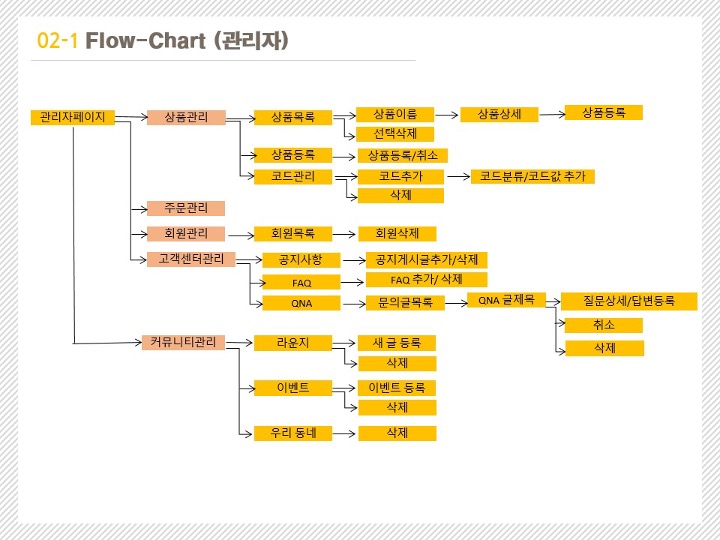 02-1 Flow-Chart (관리자)
관리자페이지 상품관리 상품목록 상품이름 상품상세 상품등록
선택삭제
상품등록 상품등록/취소
코드관리 코드추가 코드분류/코드값 추가
삭제
주문관리
회원관리 회원목록 회원삭제
고객센터관리 공지사항 공지게시글추가/삭제
FAQ FAQ 추가/ 삭제
QNA 문의글목록 QNA 글제목 질문상세/답변등록
취소
커뮤니티관리 라운지 새 글 등록 삭제
삭제
이벤트 이벤트 등록
삭제
우리 동네 삭제